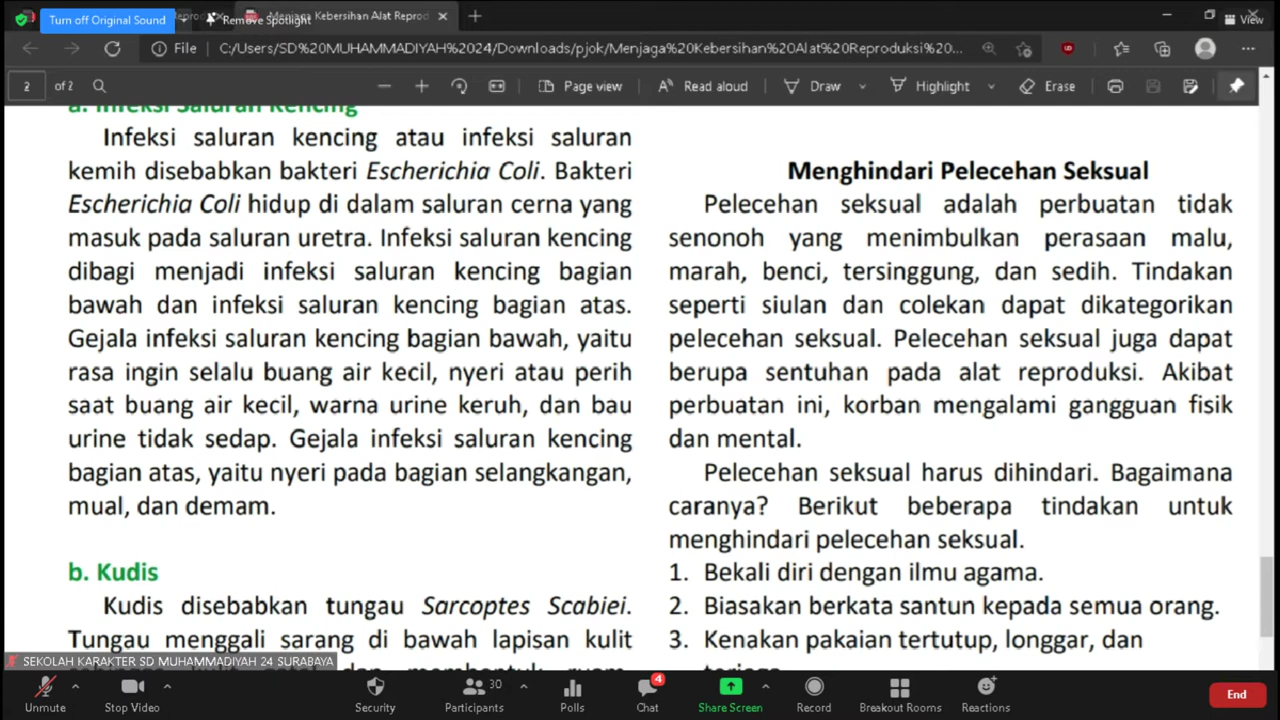 Turn off Original Sound
Remove Spotlight
Menjaga Kebersihan Alat Reprod
View
File
C:/Users/SD%20MUHAMMADIYAH%2024/Downloads/pjok/Menjaga%20Kebersihan%20Alat%20Reproduksi%20...
2 of 2
Page view
Read aloud
Draw
Highlight
Erase
a. Infeksi Saluran Kencing
Infeksi saluran kencing atau infeksi saluran
kemih disebabkan bakteri Escherichia Coli. Bakteri
Escherichia Coli hidup di dalam saluran cerna yang
masuk pada saluran uretra. Infeksi saluran kencing
dibagi menjadi infeksi saluran kencing bagian
bawah dan infeksi saluran kencing bagian atas.
Gejala infeksi saluran kencing bagian bawah, yaitu
rasa ingin selalu buang air kecil, nyeri atau perih
saat buang air kecil, warna urine keruh, dan bau
urine tidak sedap. Gejala infeksi saluran kencing
bagian atas, yaitu nyeri pada bagian selangkangan,
mual, dan demam.
b. Kudis
Kudis disebabkan tungau Sarcoptes Scabiei.
Tungau menggali sarang di bawah lapisan kulit
Menghindari Pelecehan Seksual
Pelecehan seksual adalah perbuatan tidak
senonoh yang menimbulkan perasaan malu,
marah, benci, tersinggung, dan sedih. Tindakan
seperti siulan dan colekan dapat dikategorikan
pelecehan seksual. Pelecehan seksual juga dapat
berupa sentuhan pada alat reproduksi. Akibat
perbuatan ini, korban mengalami gangguan fisik
dan mental.
Pelecehan seksual harus dihindari. Bagaimana
caranya? Berikut beberapa tindakan untuk
menghindari pelecehan seksual.
1. Bekali diri dengan ilmu agama.
2. Biasakan berkata santun kepada semua orang.
3. Kenakan pakaian tertutup, longgar, dan
SEKOLAH KARAKTER SD MUHAMMADIYAH 24 SURABAYA
Unmute
Stop Video
Security
30
Participants
Polls
4
Chat
Share Screen
Record
Breakout Rooms
Reactions
End